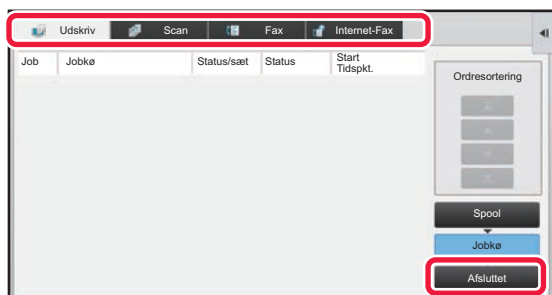 Udskriv Scan Fax Internet-Fax
Job Jobkø Status/sæt Status Start
Tidspkt.
Ordresortering
Spool
Jobkø
Afsluttet